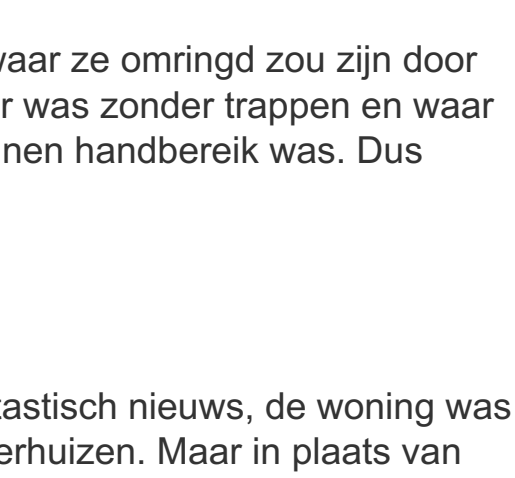 waar ze omringd zou zijn door
r was zonder trappen en waar
nen handbereik was. Dus
tastisch nieuws, de woning was
erhuizen. Maar in plaats van